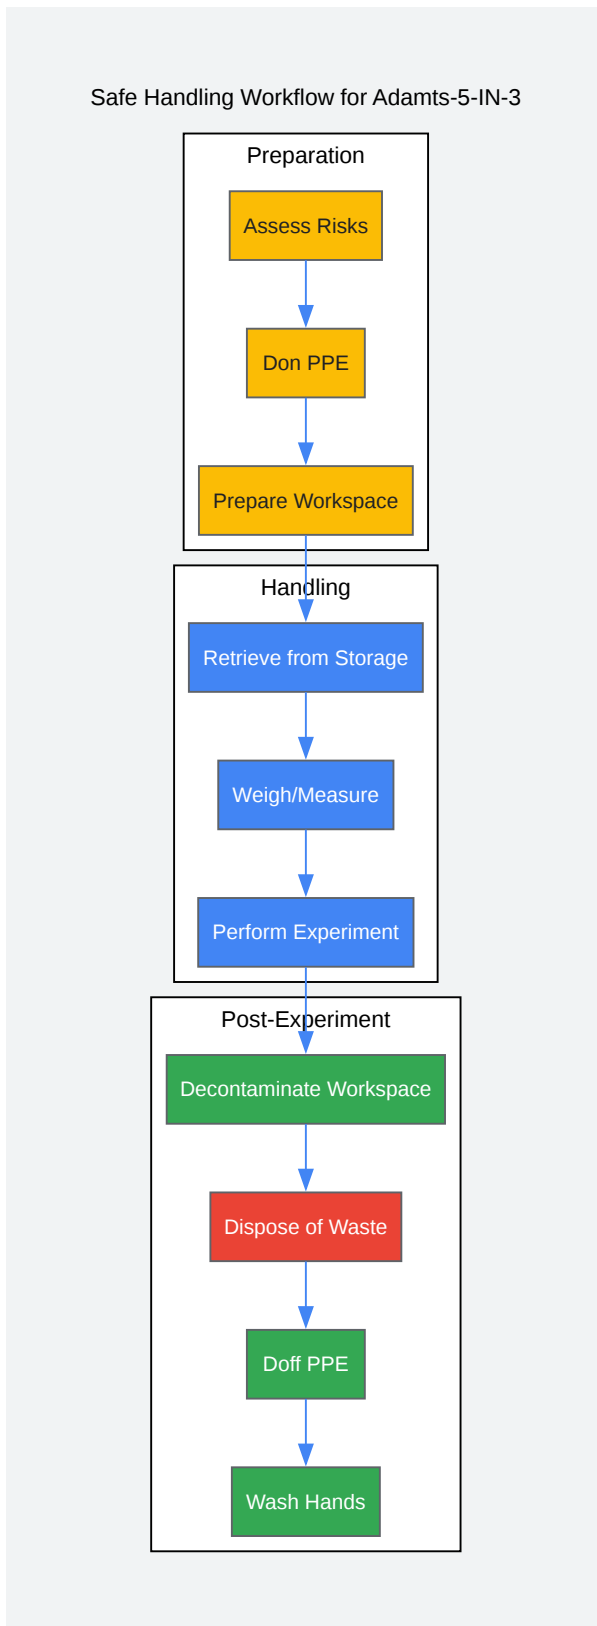 Safe Handling Workflow for Adamts-5-IN-3
Preparation
Assess Risks
Don PPE
Prepare Workspace
Handling
Retrieve from Storage
Weigh/Measure
Perform Experiment
Post-Experiment
Decontaminate Workspace
Dispose of Waste
Doff PPE
Wash Hands